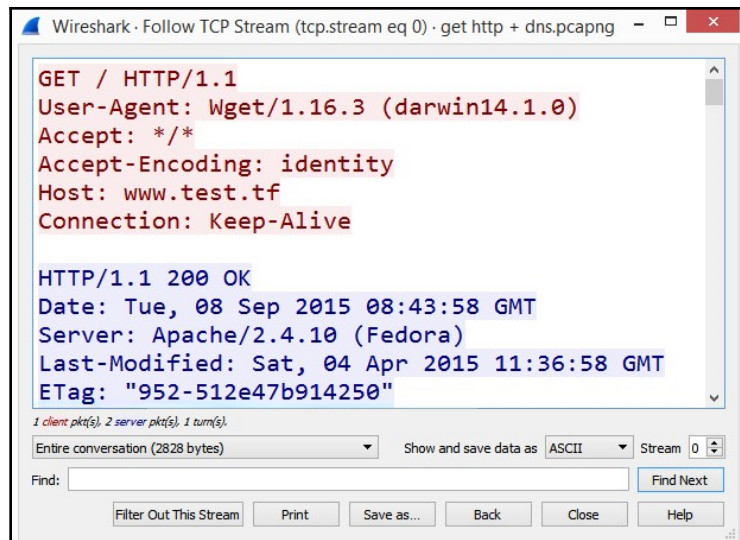 Wireshark · Follow TCP Stream (tcp.stream eq 0) · get http + dns.pcapng
GET / HTTP/1.1
User-Agent: Wget/1.16.3 (darwin14.1.0)
Accept: */*
Accept-Encoding: identity
Host: www.test.tf
Connection: Keep-Alive
HTTP/1.1 200 OK
Date: Tue, 08 Sep 2015 08:43:58 GMT
Server: Apache/2.4.10 (Fedora)
Last-Modified: Sat, 04 Apr 2015 11:36:58 GMT
ETag: "952-512e47b914250"
1 client pkt(s), 2 server pkt(s), 1 turn(s).
Entire conversation (2828 bytes) Show and save data as ASCII Stream 0
Find: Find Next
Filter Out This Stream Print Save as... Back Close Help